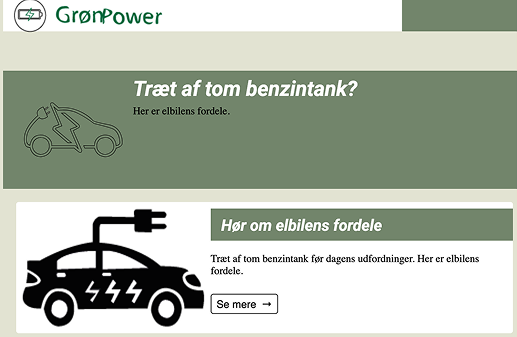 GrønPower
Træt af tom benzintank?
Her er elbilens fordele.
Hør om elbilens fordele
Træt af tom benzintank før dagens udfordninger. Her er elbilens
fordele.
Se mere →